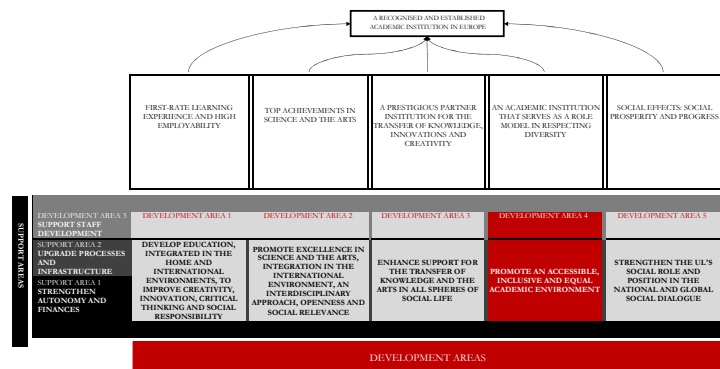 A RECOGNISED AND ESTABLISHED
ACADEMIC INSTITUTION IN EUROPE
FIRST-RATE LEARNING
EXPERIENCE AND HIGH
EMPLOYABILITY
TOP ACHIEVEMENTS IN
SCIENCE AND THE ARTS
A PRESTIGIOUS PARTNER
INSTITUTION FOR THE
TRANSFER OF KNOWLEDGE,
INNOVATIONS AND
CREATIVITY
AN ACADEMIC INSTITUTION
THAT SERVES AS A ROLE
MODEL IN RESPECTING
DIVERSITY
SOCIAL EFFECTS: SOCIAL
PROSPERITY AND PROGRESS
SUPPORT AREAS
DEVELOPMENT AREA 3
SUPPORT STAFF
DEVELOPMENT
SUPPORT AREA 2
UPGRADE PROCESSES
AND
INFRASTRUCTURE
SUPPORT AREA 1
STRENGTHEN
AUTONOMY AND
FINANCES
DEVELOPMENT AREA 1
DEVELOP EDUCATION,
INTEGRATED IN THE
HOME AND
INTERNATIONAL
ENVIRONMENTS, TO
IMPROVE CREATIVITY,
INNOVATION, CRITICAL
THINKING AND SOCIAL
RESPONSIBILITY
DEVELOPMENT AREA 2
PROMOTE EXCELLENCE IN
SCIENCE AND THE ARTS,
INTEGRATION IN THE
INTERNATIONAL
ENVIRONMENT, AN
INTERDISCIPLINARY
APPROACH, OPENNESS AND
SOCIAL RELEVANCE
DEVELOPMENT AREA 3
ENHANCE SUPPORT FOR
THE TRANSFER OF
KNOWLEDGE AND THE
ARTS IN ALL SPHERES OF
SOCIAL LIFE
DEVELOPMENT AREA 4
PROMOTE AN ACCESSIBLE,
INCLUSIVE AND EQUAL
ACADEMIC ENVIRONMENT
DEVELOPMENT AREA 5
STRENGTHEN THE UL'S
SOCIAL ROLE AND
POSITION IN THE
NATIONAL AND GLOBAL
SOCIAL DIALOGUE
DEVELOPMENT AREAS